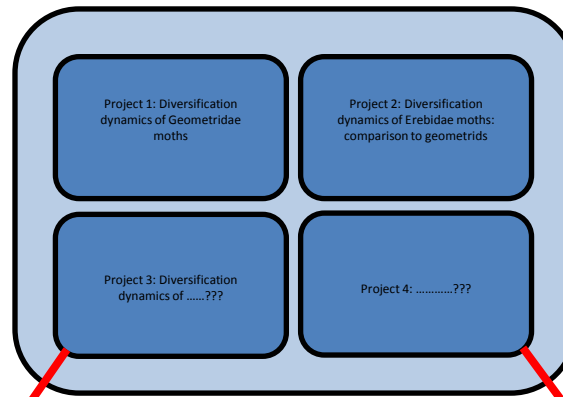 Project 1: Diversification
dynamics of Geometridae
moths
Project 2: Diversification
dynamics of Erebidae moths:
comparison to geometrids
Project 3: Diversification
dynamics of ......???
Project 4: ............???